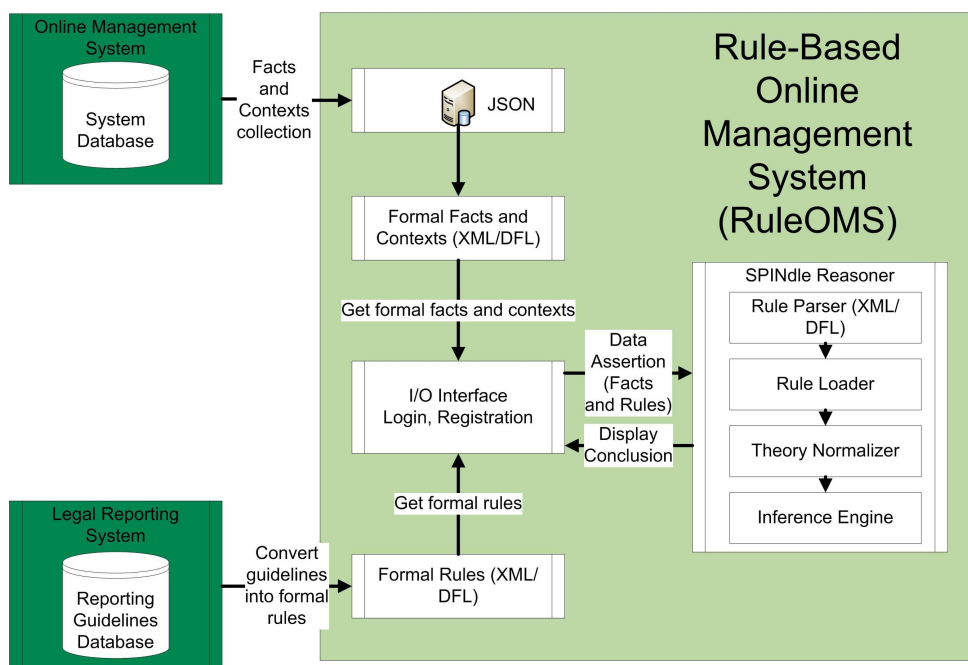 Online Management
System
System
Database
Facts
and
Contexts
collection
JSON
Rule-Based
Online
Management
System
(RuleOMS)
Formal Facts and
Contexts (XML/DFL)
Get formal facts and contexts
I/O Interface
Login, Registration
Data
Assertion
(Facts
and Rules)
Display
Conclusion
SPINdle Reasoner
Rule Parser (XML/
DFL)
Rule Loader
Theory Normalizer
Inference Engine
Get formal rules
Legal Reporting
System
Reporting
Guidelines
Database
Convert
guidelines
into formal
rules
Formal Rules (XML/
DFL)